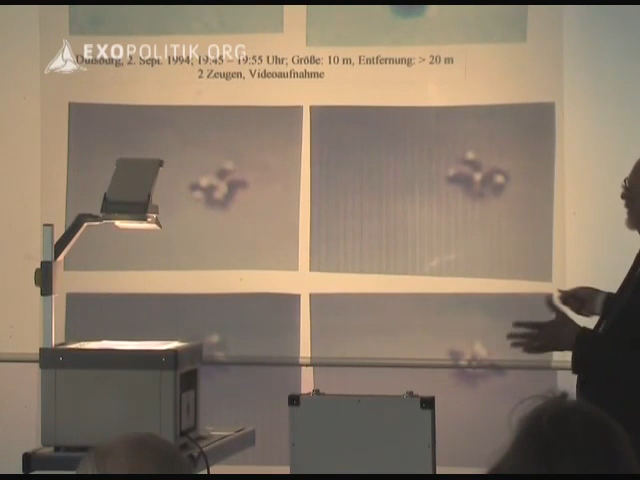 EXOPOLITIK.ORG
Duisburg, 2. Sept. 1994; 19:45 – 19:55 Uhr; Größe: 10 m, Entfernung: > 20 m
2 Zeugen, Videoaufnahme